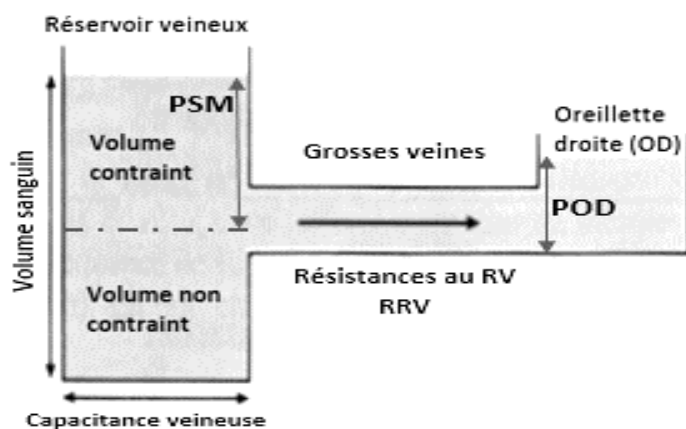 Réservoir veineux
PSM
Volume
contraint
Volume sanguin
Volume non
contraint
Capacitance veineuse
Grosses veines
Résistances au RV
RRV
Oreillette
droite (OD)
POD